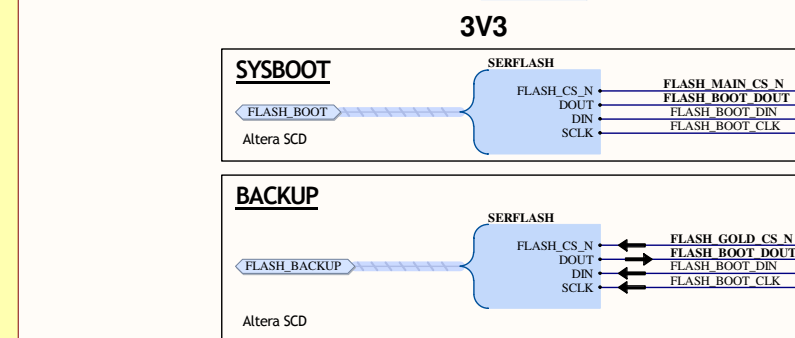 3V3
SYSBOOT
SERFLASH
FLASH_CS_N FLASH_MAIN_CS_N
DOUT FLASH_BOOT_DOUT
FLASH_BOOT
DIN FLASH_BOOT_DIN
SCLK FLASH_BOOT_CLK
Altera SCD
BACKUP
SERFLASH
FLASH_CS_N FLASH_GOLD_CS_N
DOUT FLASH_BOOT_DOUT
FLASH_BACKUP
DIN FLASH_BOOT_DIN
SCLK FLASH_BOOT_CLK
Altera SCD